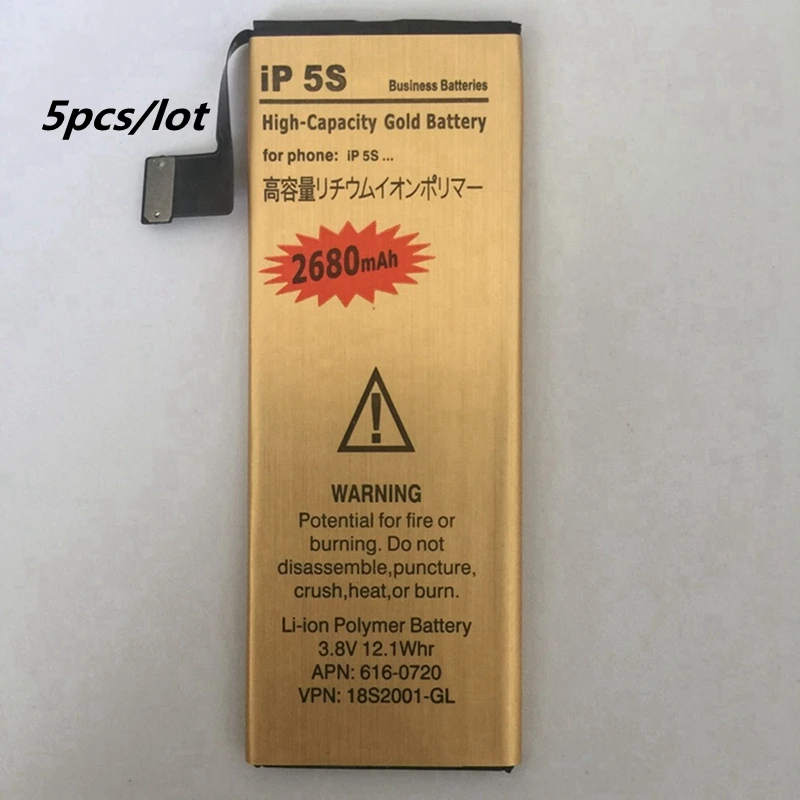 5pcs/lot
iP 5S
Business Batteries
High-Capacity Gold Battery
for phone: iP 5S ...
高容量リチウムイオンポリマー
2680mAh
!
WARNING
Potential for fire or
burning. Do not
disassemble,puncture,
crush,heat,or burn.
Li-ion Polymer Battery
3.8V 12.1Whr
APN: 616-0720
VPN: 18S2001-GL